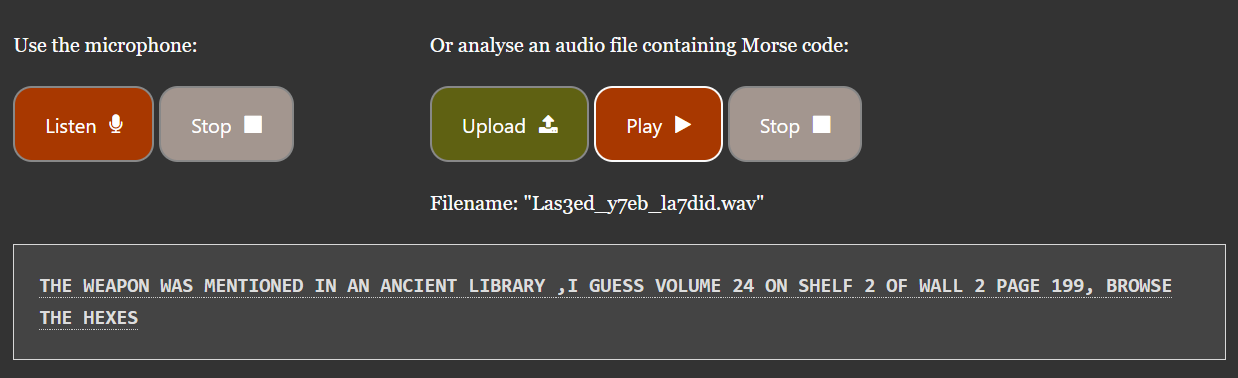 Use the microphone:
Or analyse an audio file containing Morse code:
Listen
Stop
Upload
Play
Stop
Filename: "Las3ed_y7eb_la7did.wav"
THE WEAPON WAS MENTIONED IN AN ANCIENT LIBRARY ,I GUESS VOLUME 24 ON SHELF 2 OF WALL 2 PAGE 199, BROWSE
THE HEXES